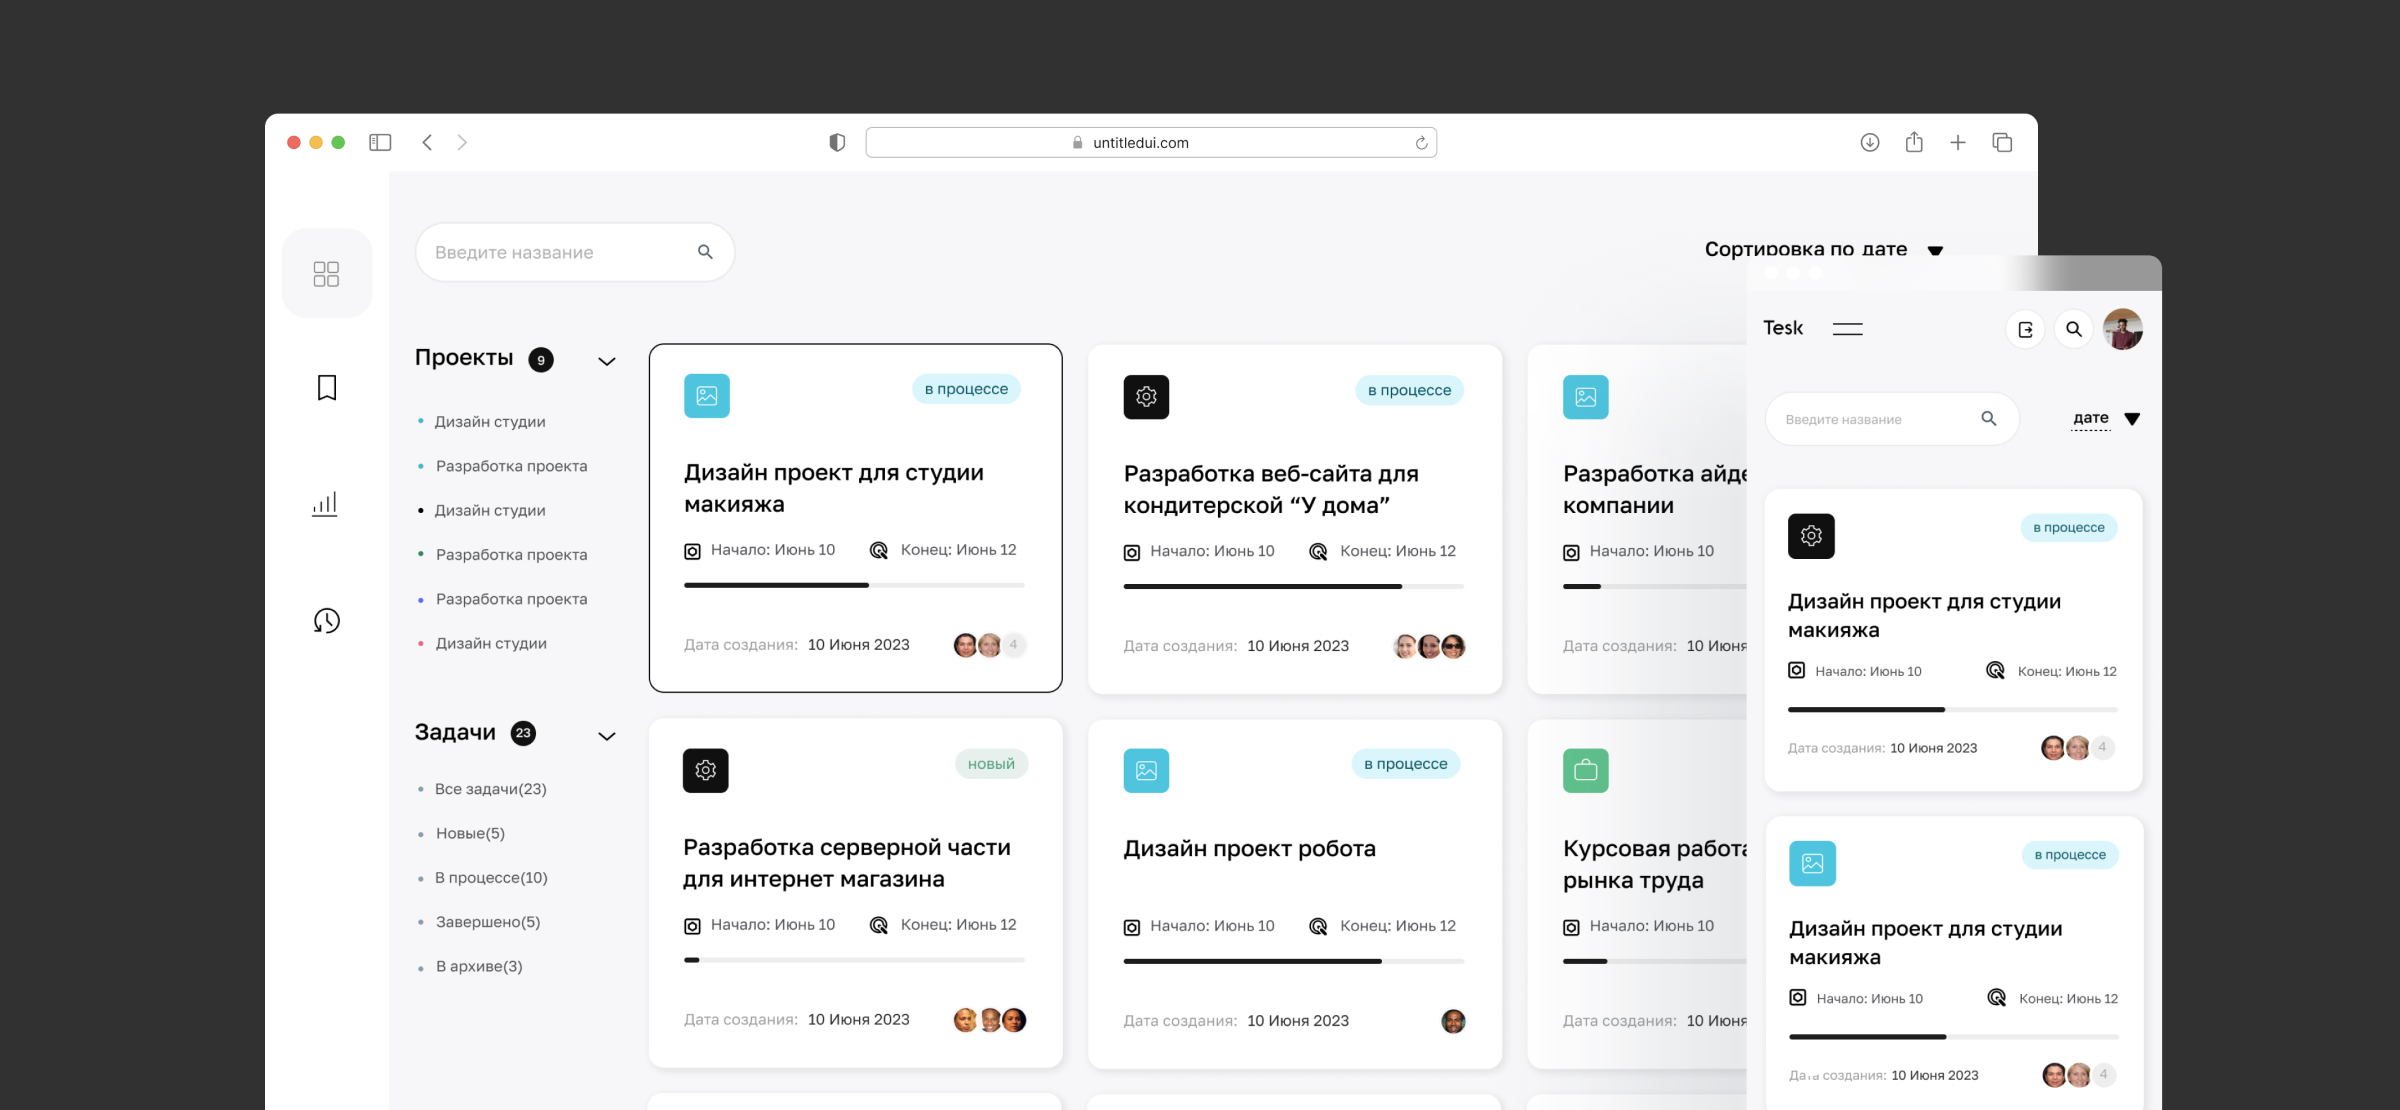 untitledui.com
Введите название
Сортировка по дате
Проекты 9
Дизайн студии
Разработка проекта
Дизайн студии
Разработка проекта
Разработка проекта
Дизайн студии
Задачи 23
Все задачи(23)
Новые(5)
В процессе(10)
Завершено(5)
В архиве(3)
в процессе
Дизайн проект для студии
макияжа
Начало: Июнь 10 Конец: Июнь 12
Дата создания: 10 Июня 2023 4
в процессе
Разработка веб-сайта для
кондитерской “У дома”
Начало: Июнь 10 Конец: Июнь 12
Дата создания: 10 Июня 2023
Разработка айде
компании
Начало: Июнь 10
Дата создания: 10 Июня
новый
Разработка серверной части
для интернет магазина
Начало: Июнь 10 Конец: Июнь 12
Дата создания: 10 Июня 2023
в процессе
Дизайн проект робота
Начало: Июнь 10 Конец: Июнь 12
Дата создания: 10 Июня 2023
Курсовая работа
рынка труда
Начало: Июнь 10
Дата создания: 10 Июня
Tesk
Введите название
дате
в процессе
Дизайн проект для студии
макияжа
Начало: Июнь 10 Конец: Июнь 12
Дата создания: 10 Июня 2023 4
в процессе
Дизайн проект для студии
макияжа
Начало: Июнь 10 Конец: Июнь 12
Дата создания: 10 Июня 2023 4